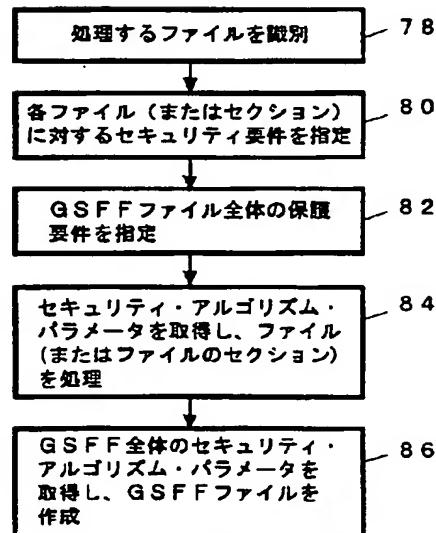 処理するファイルを識別
78
各ファイル（またはセクション）
に対するセキュリティ要件を指定
80
GSFFファイル全体の保護
要件を指定
82
セキュリティ・アルゴリズム・
パラメータを取得し、ファイル
(またはファイルのセクション)
を処理
84
GSFF全体のセキュリティ・
アルゴリズム・パラメータを
取得し、GSFFファイルを
作成
86